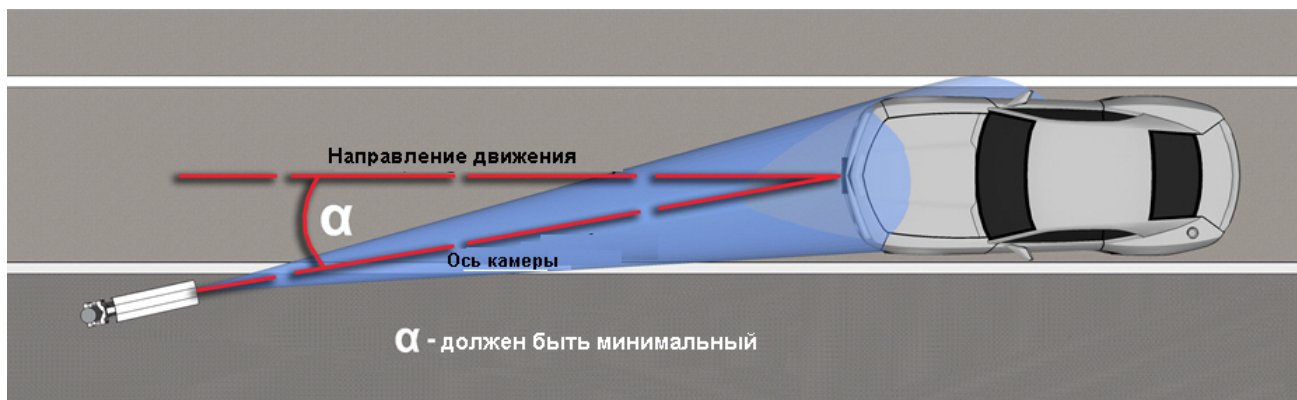 Направление движения
α
Ось камеры
α - должен быть минимальный